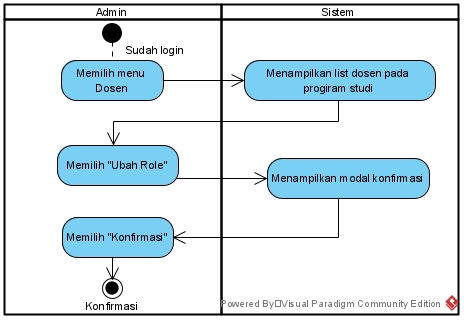 Admin
Sistem
Sudah login
Memilih menu
Dosen
Menampilkan list dosen pada
progiram studi
Memilih "Ubah Role"
Menampilkan modal konfirmasi
Memilih "Konfirmasi"
Konfirmasi
Powered By Visual Paradigm Community Edition